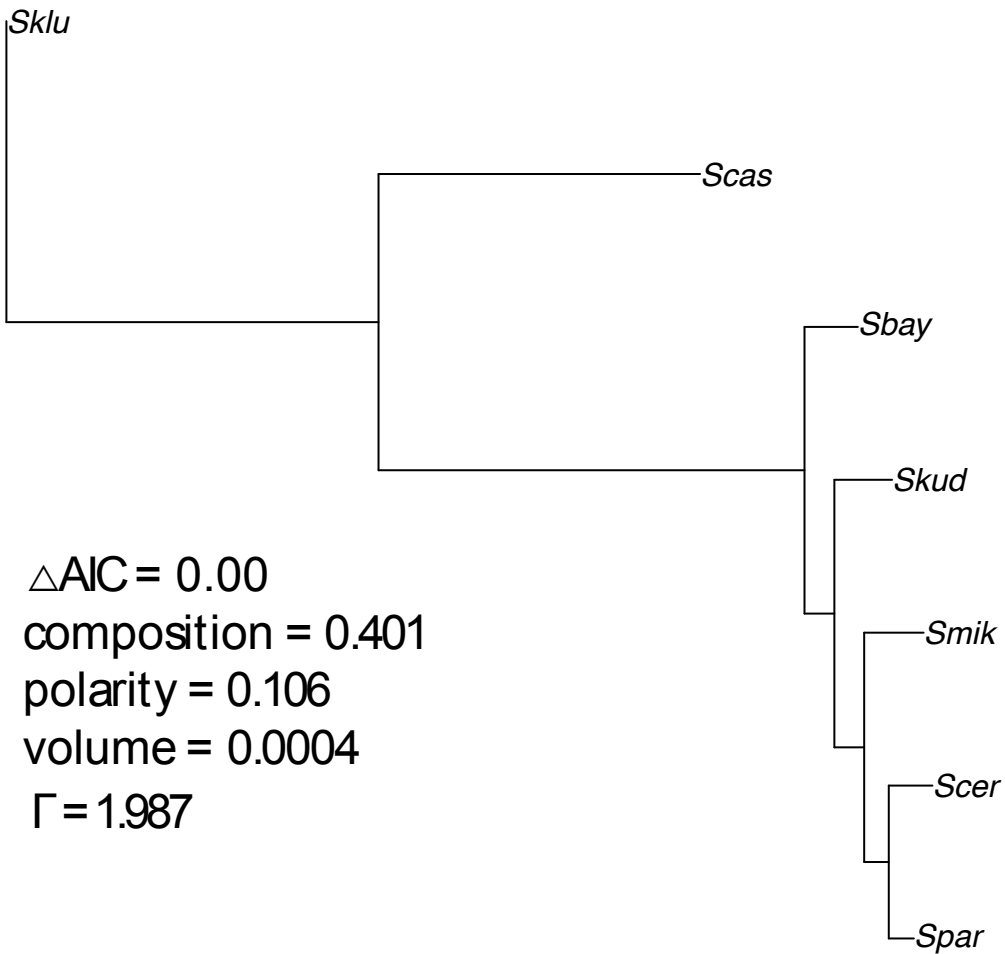 Sklu
Scas
Sbay
Skud
△AIC = 0.00
composition = 0.401
polarity = 0.106
volume = 0.0004
Γ = 1.987
Smik
Scer
Spar